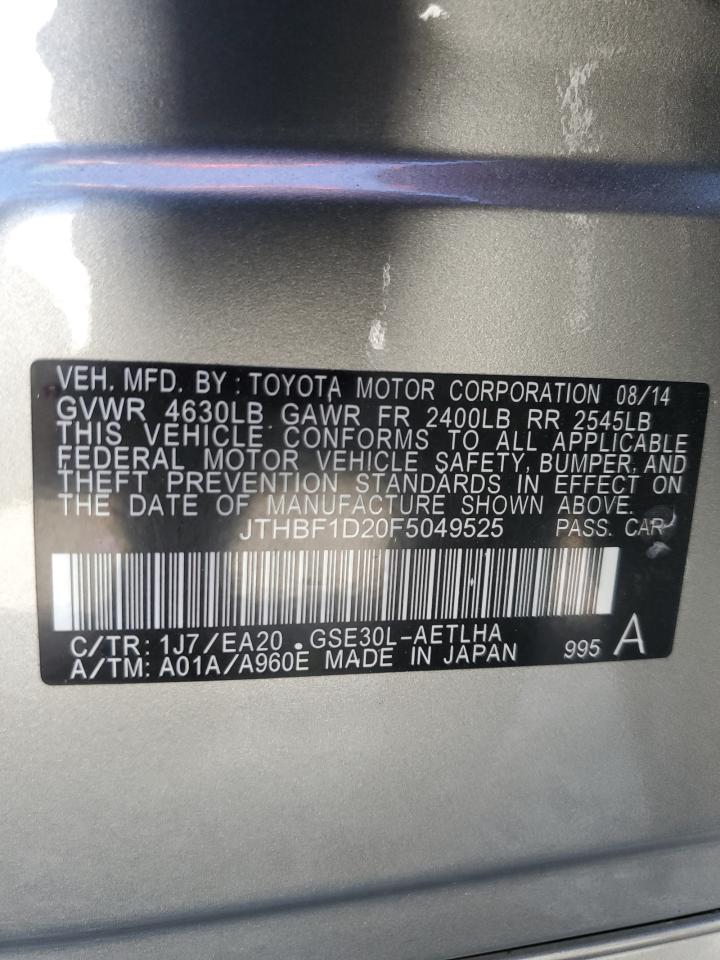 VEH. MFD. BY : TOYOTA MOTOR CORPORATION 08/14
GVWR 4630LB GAWR FR 2400LB RR 2545LB
THIS VEHICLE CONFORMS TO ALL APPLICABLE
FEDERAL MOTOR VEHICLE SAFETY, BUMPER, AND
THEFT PREVENTION STANDARDS IN EFFECT ON
THE DATE OF MANUFACTURE SHOWN ABOVE.
JTHBF1D20F5049525 PASS. CAR
C/TR: 1J7/EA20 GSE30L-AETLHA
A/TM: A01A/A960E MADE IN JAPAN 995 A